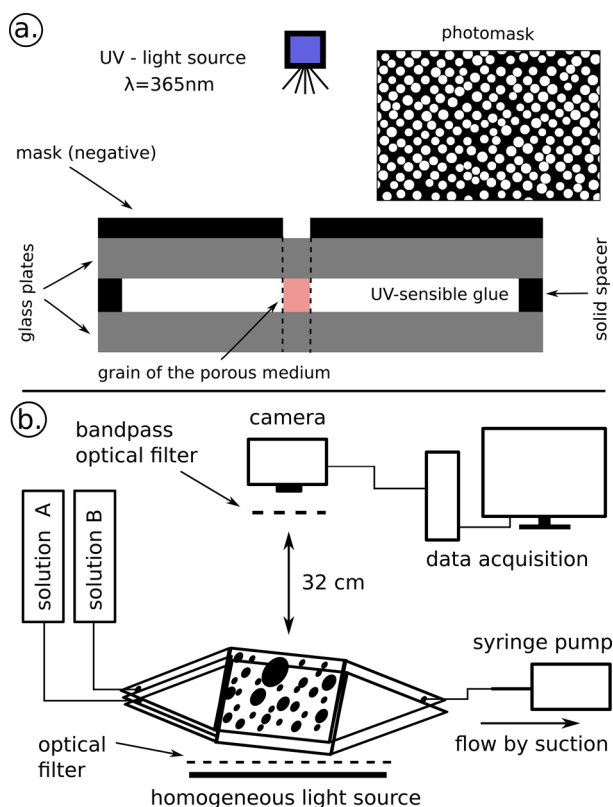 a.
UV - light source
λ=365nm
photomask
mask (negative)
glass plates
UV-sensible glue
solid spacer
grain of the porous medium
b.
camera
bandpass
optical filter
solution A
solution B
32 cm
data acquisition
syringe pump
flow by suction
optical
filter
homogeneous light source